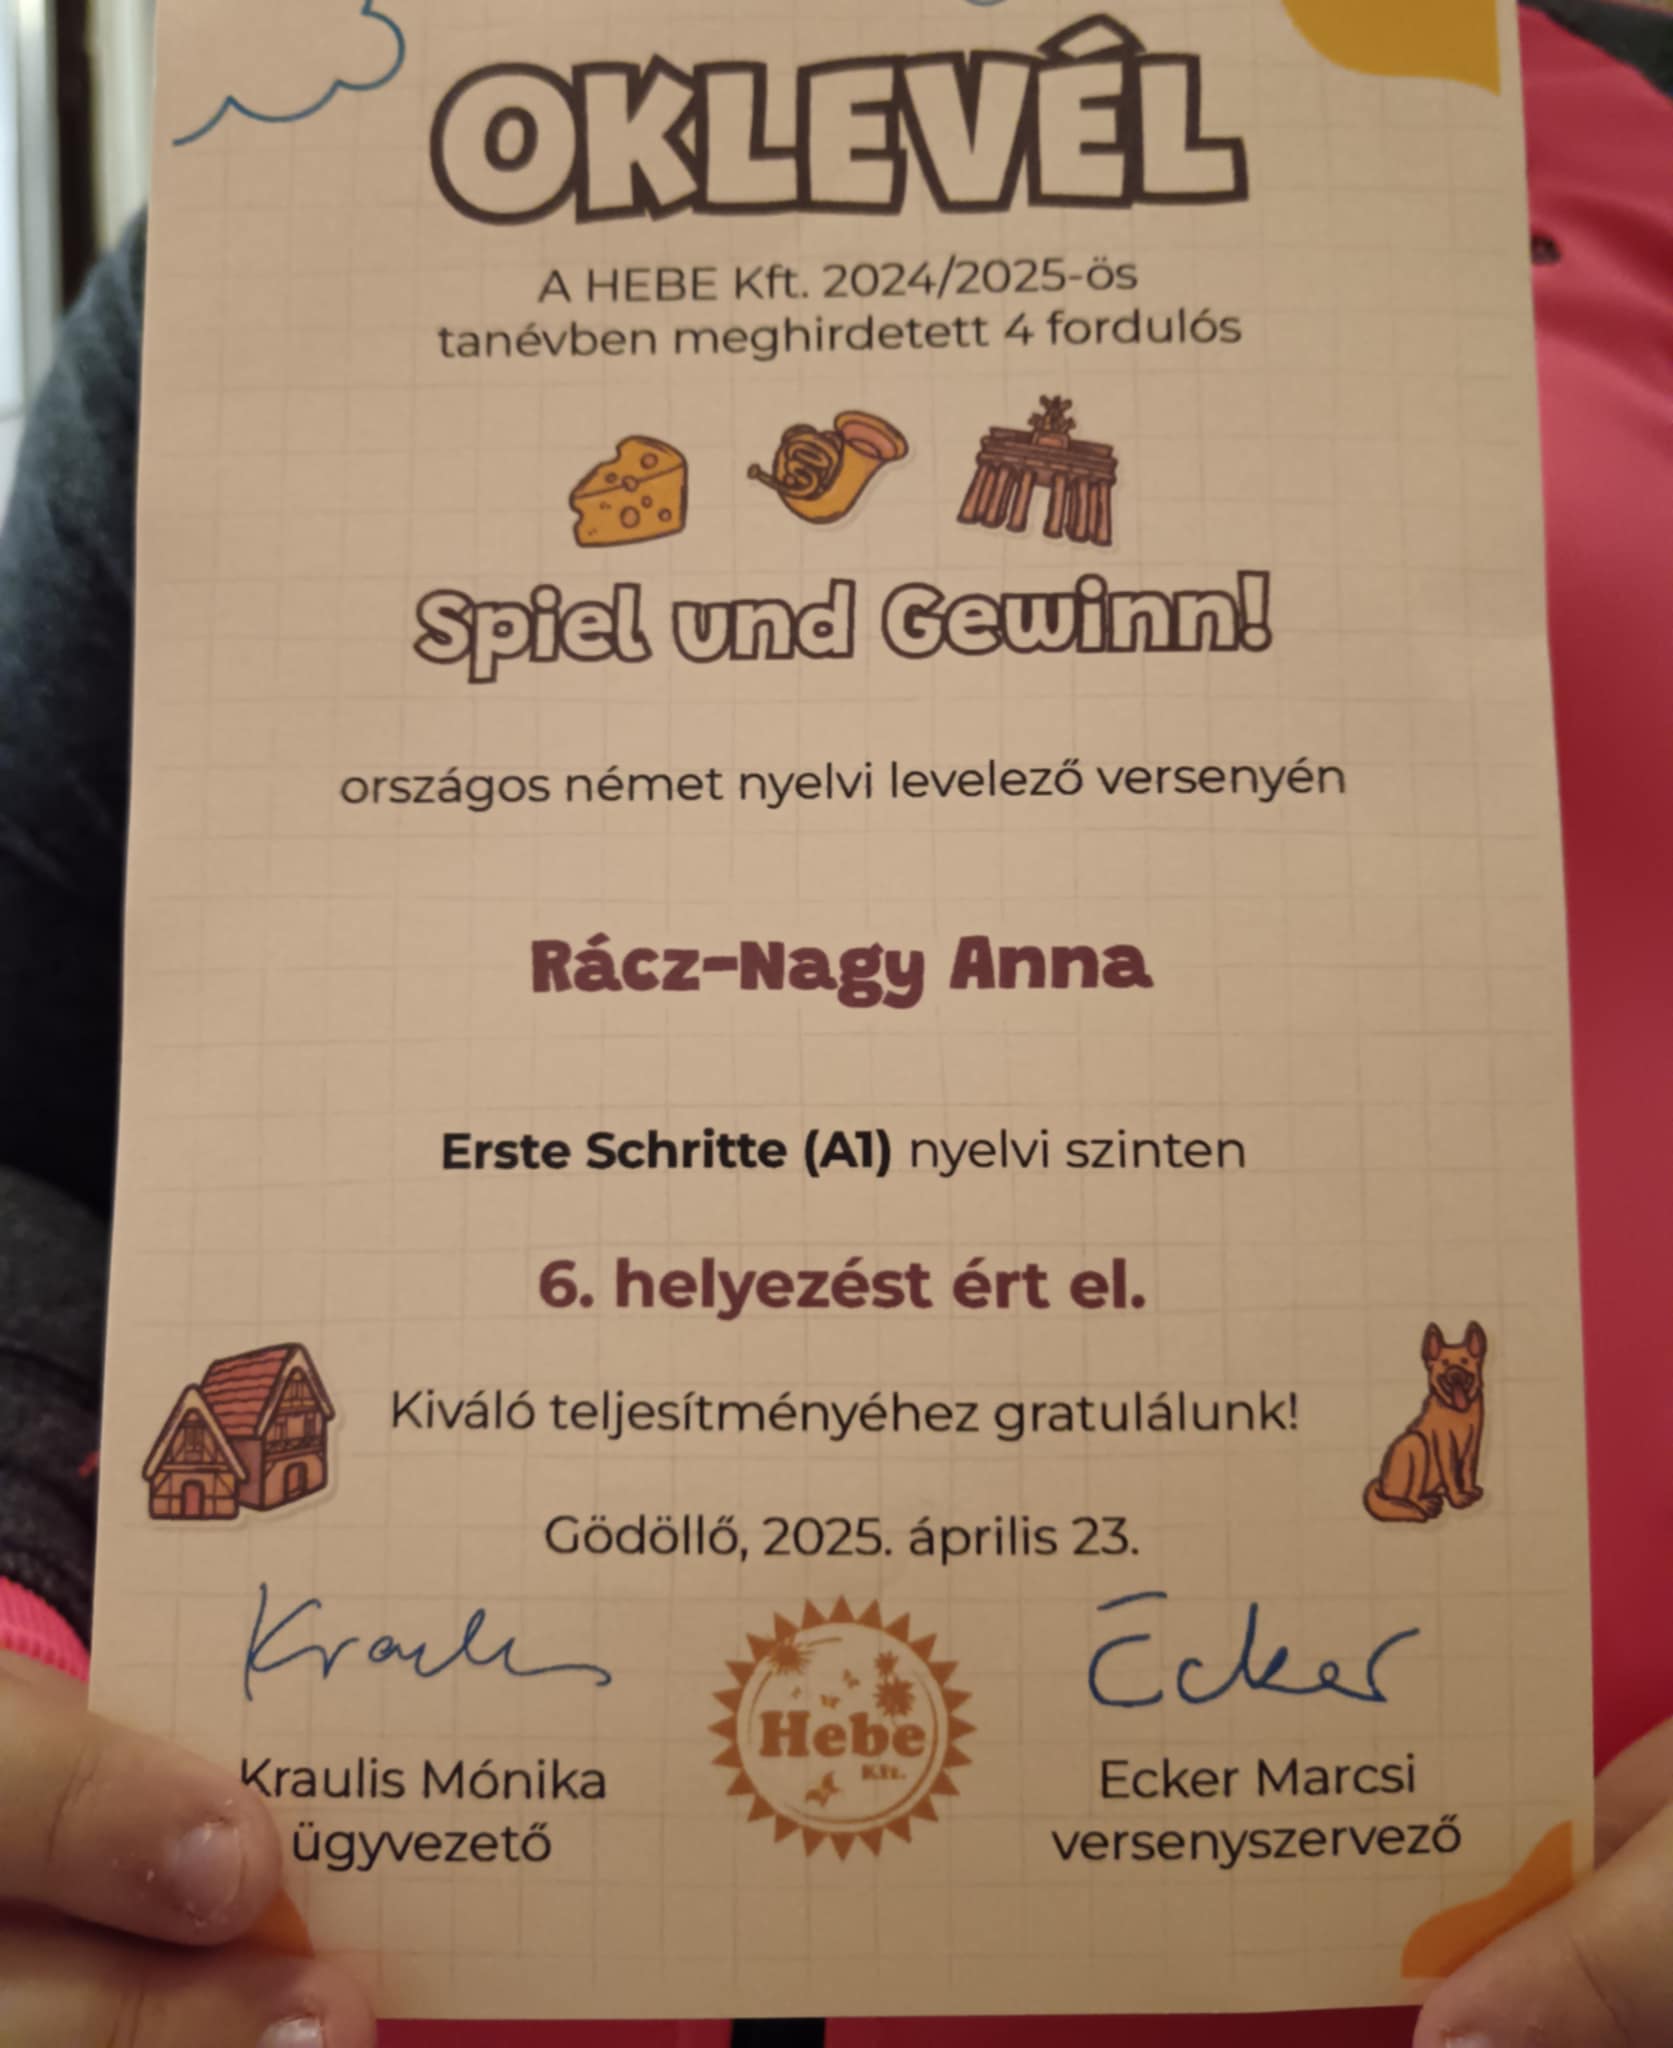 OKLEVÉL
A HEBE Kft. 2024/2025-ös
tanévben meghirdetett 4 fordulós
Spiel und Gewinn!
országos német nyelvi levelező versenyén
Rácz-Nagy Anna
Erste Schritte (A1) nyelvi szinten
6. helyezést ért el.
Kiváló teljesítményéhez gratulálunk!
Gödöllő, 2025. április 23.
Kraulis
Ecker
Hebe
Kft.
Kraulis Mónika
ügyvezető
Ecker Marcsi
versenyszervező